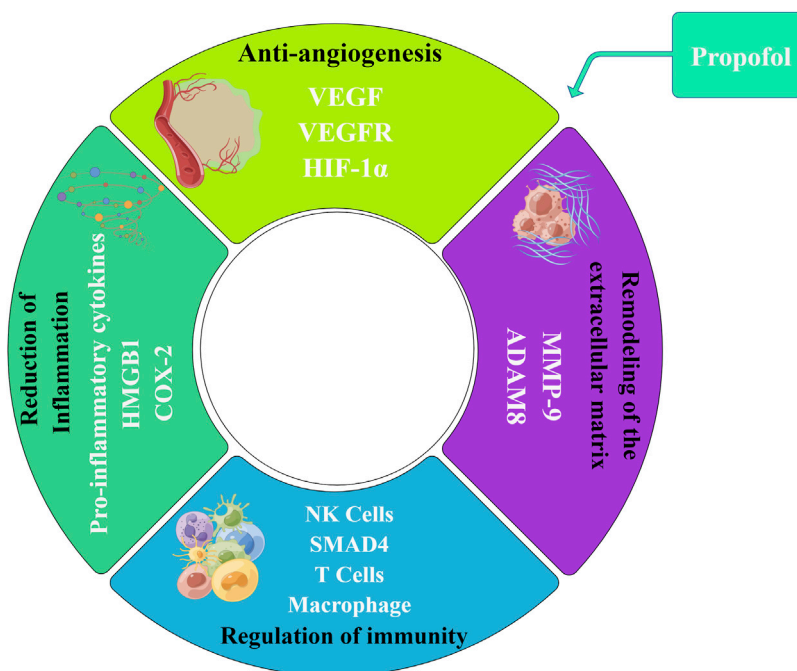 Anti-angiogenesis
VEGF
VEGFR
HIF-1α
Propofol
Remodeling of the
extracellular matrix
MMP-9
ADAM8
NK Cells
SMAD4
T Cells
Macrophage
Regulation of immunity
Reduction of
Inflammation
Pro-inflammatory cytokines
HMGB1
COX-2